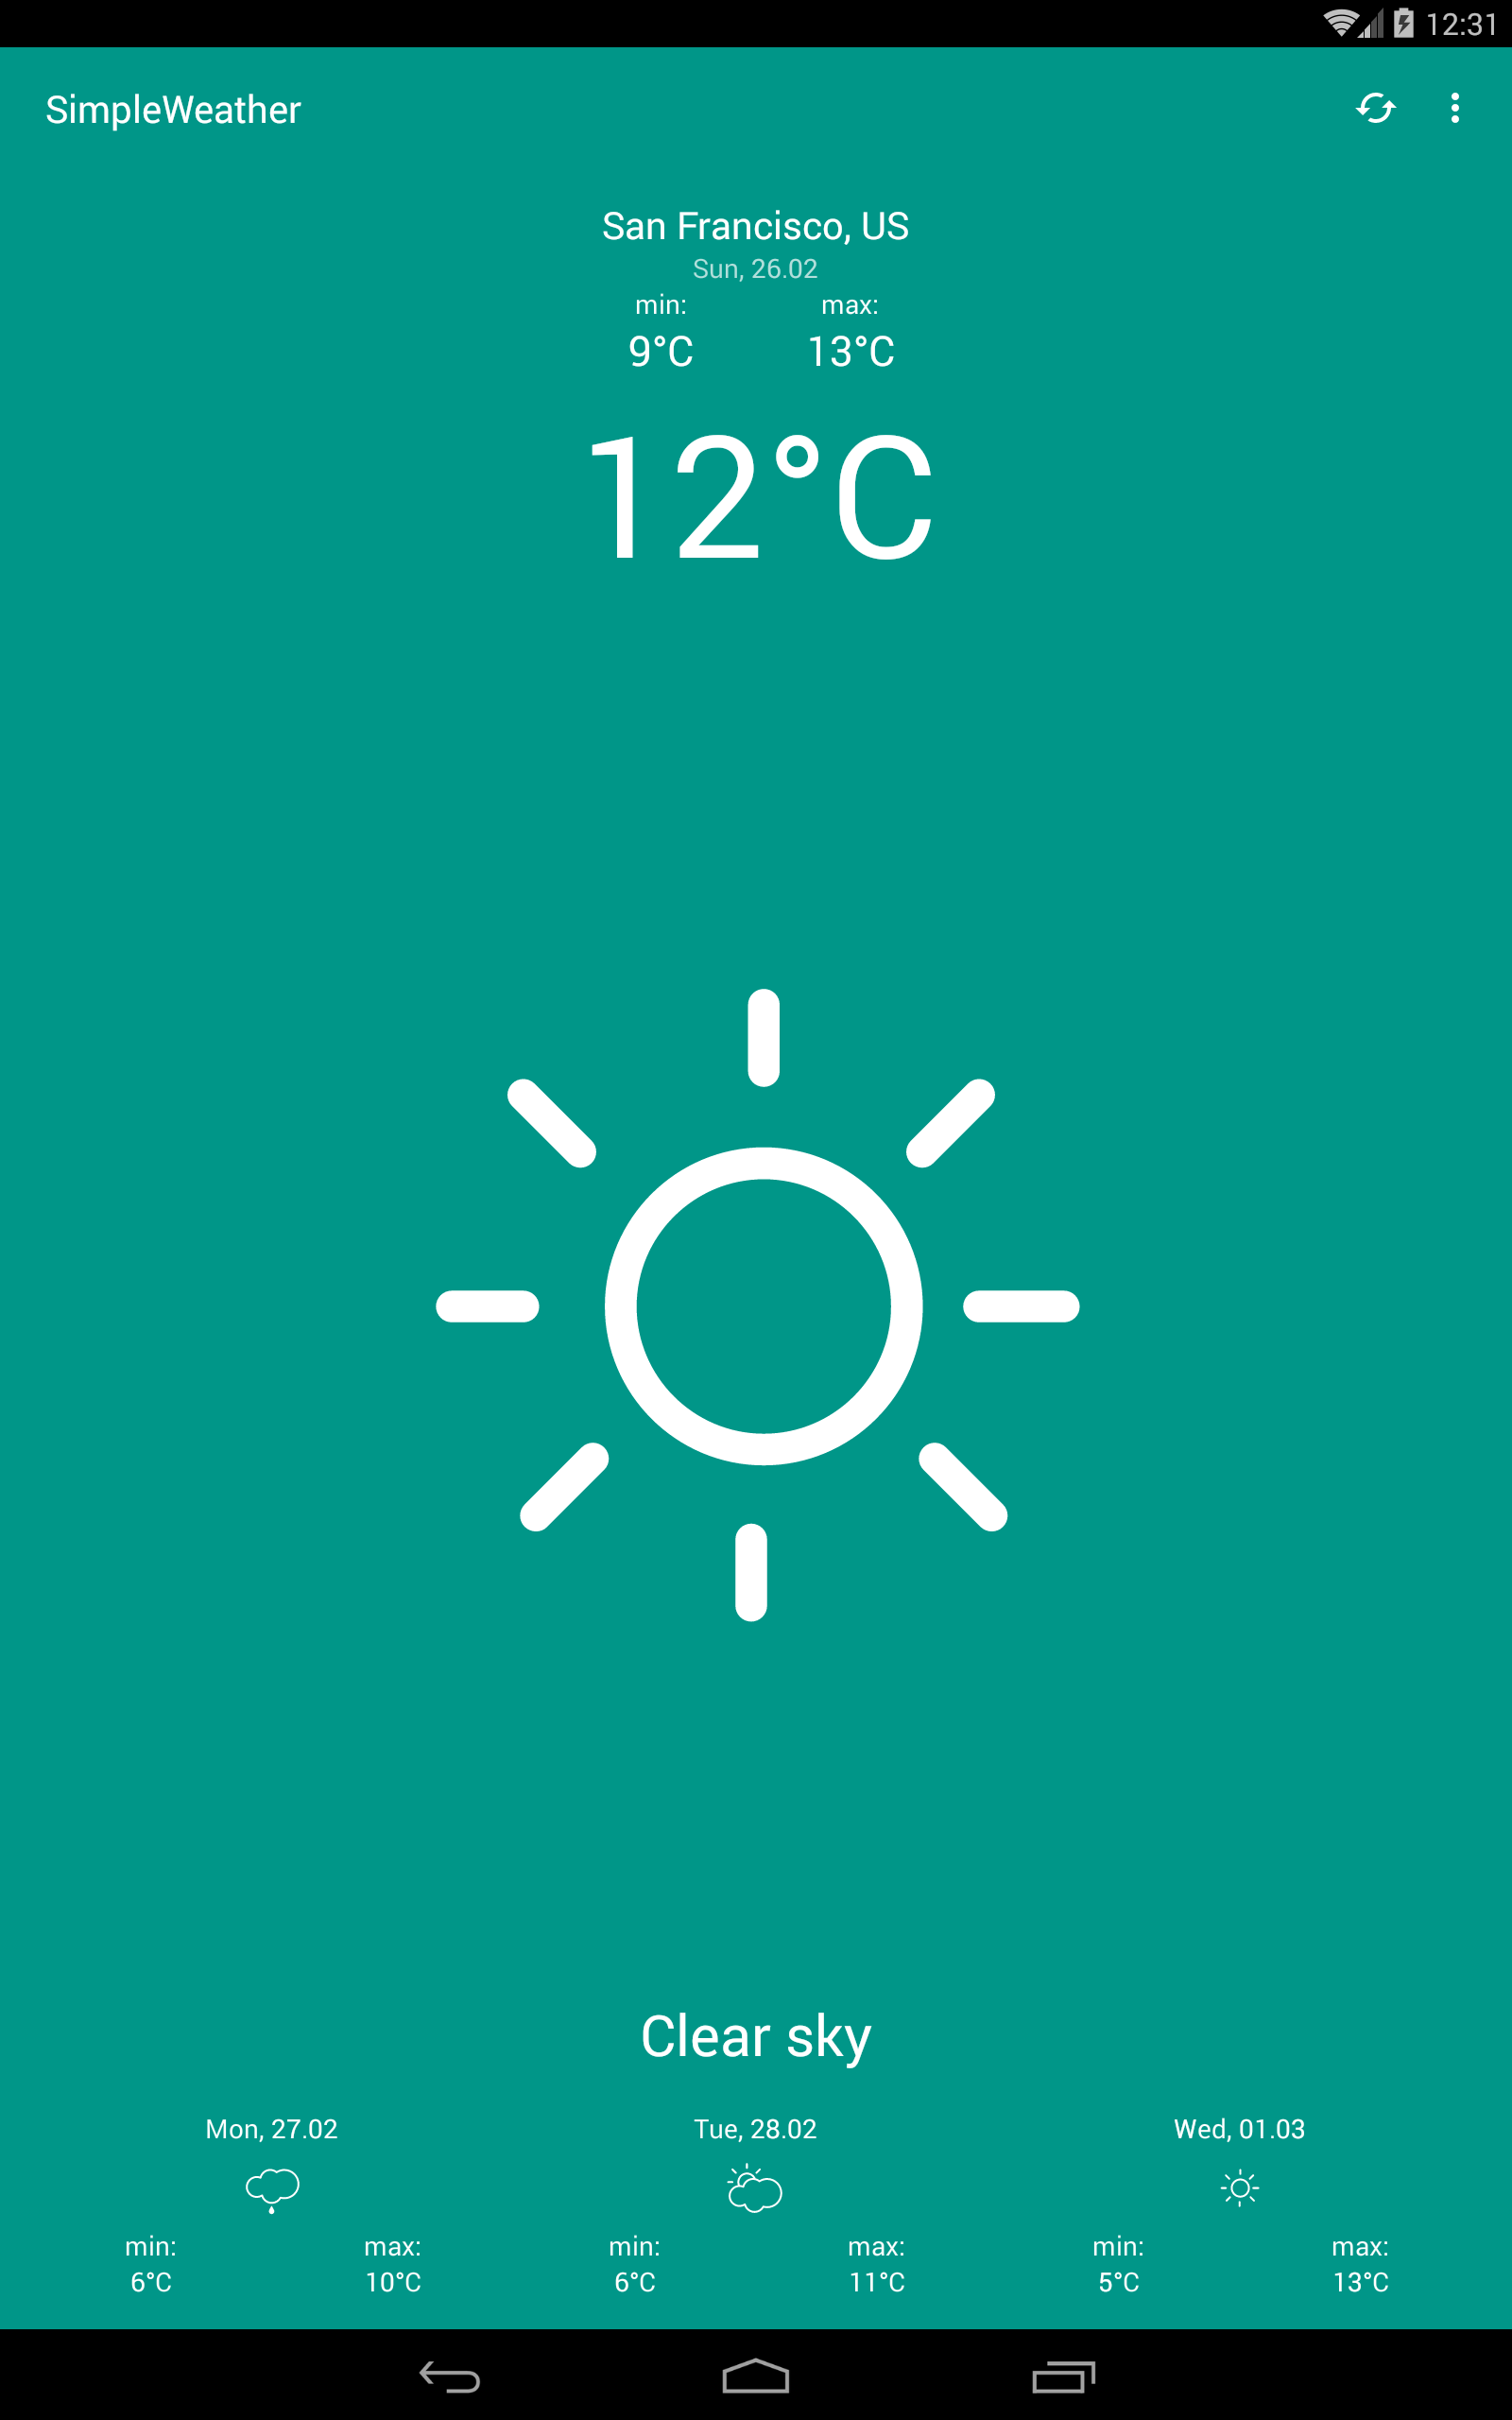 12:31
SimpleWeather
San Francisco, US
Sun, 26.02
min: max:
9°C 13°C
12°C
Clear sky
Mon, 27.02 Tue, 28.02 Wed, 01.03
min: max: min: max: min: max:
6°C 10°C 6°C 11°C 5°C 13°C